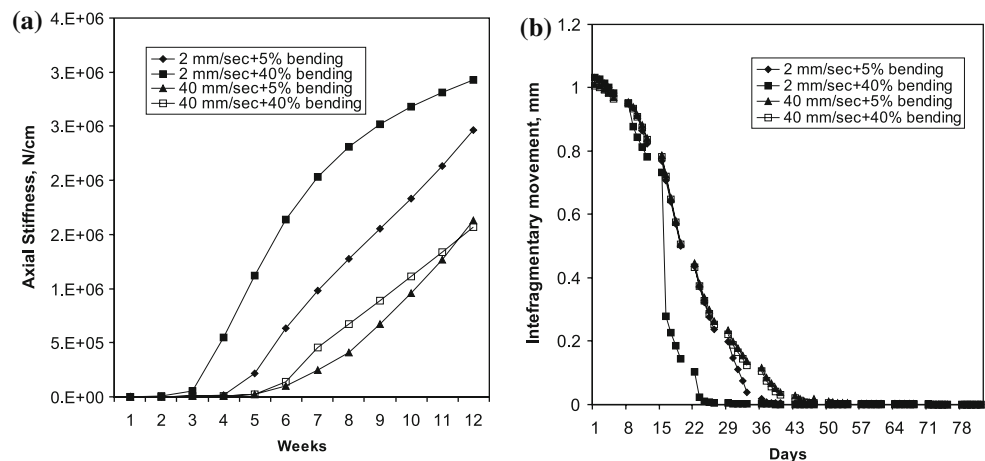 (a)
4.E+06
3.E+06
3.E+06
2.E+06
2.E+06
1.E+06
5.E+05
0.E+00
Axial Stiffness, N/cm
2 mm/sec+5% bending
2 mm/sec+40% bending
40 mm/sec+5% bending
40 mm/sec+40% bending
1 2 3 4 5 6 7 8 9 10 11 12
Weeks
(b)
1.2
1
0.8
0.6
0.4
0.2
0
Intefragmentary movement, mm
2 mm/sec+5% bending
2 mm/sec+40% bending
40 mm/sec+5% bending
40 mm/sec+40% bending
1 8 15 22 29 36 43 50 57 64 71 78
Days